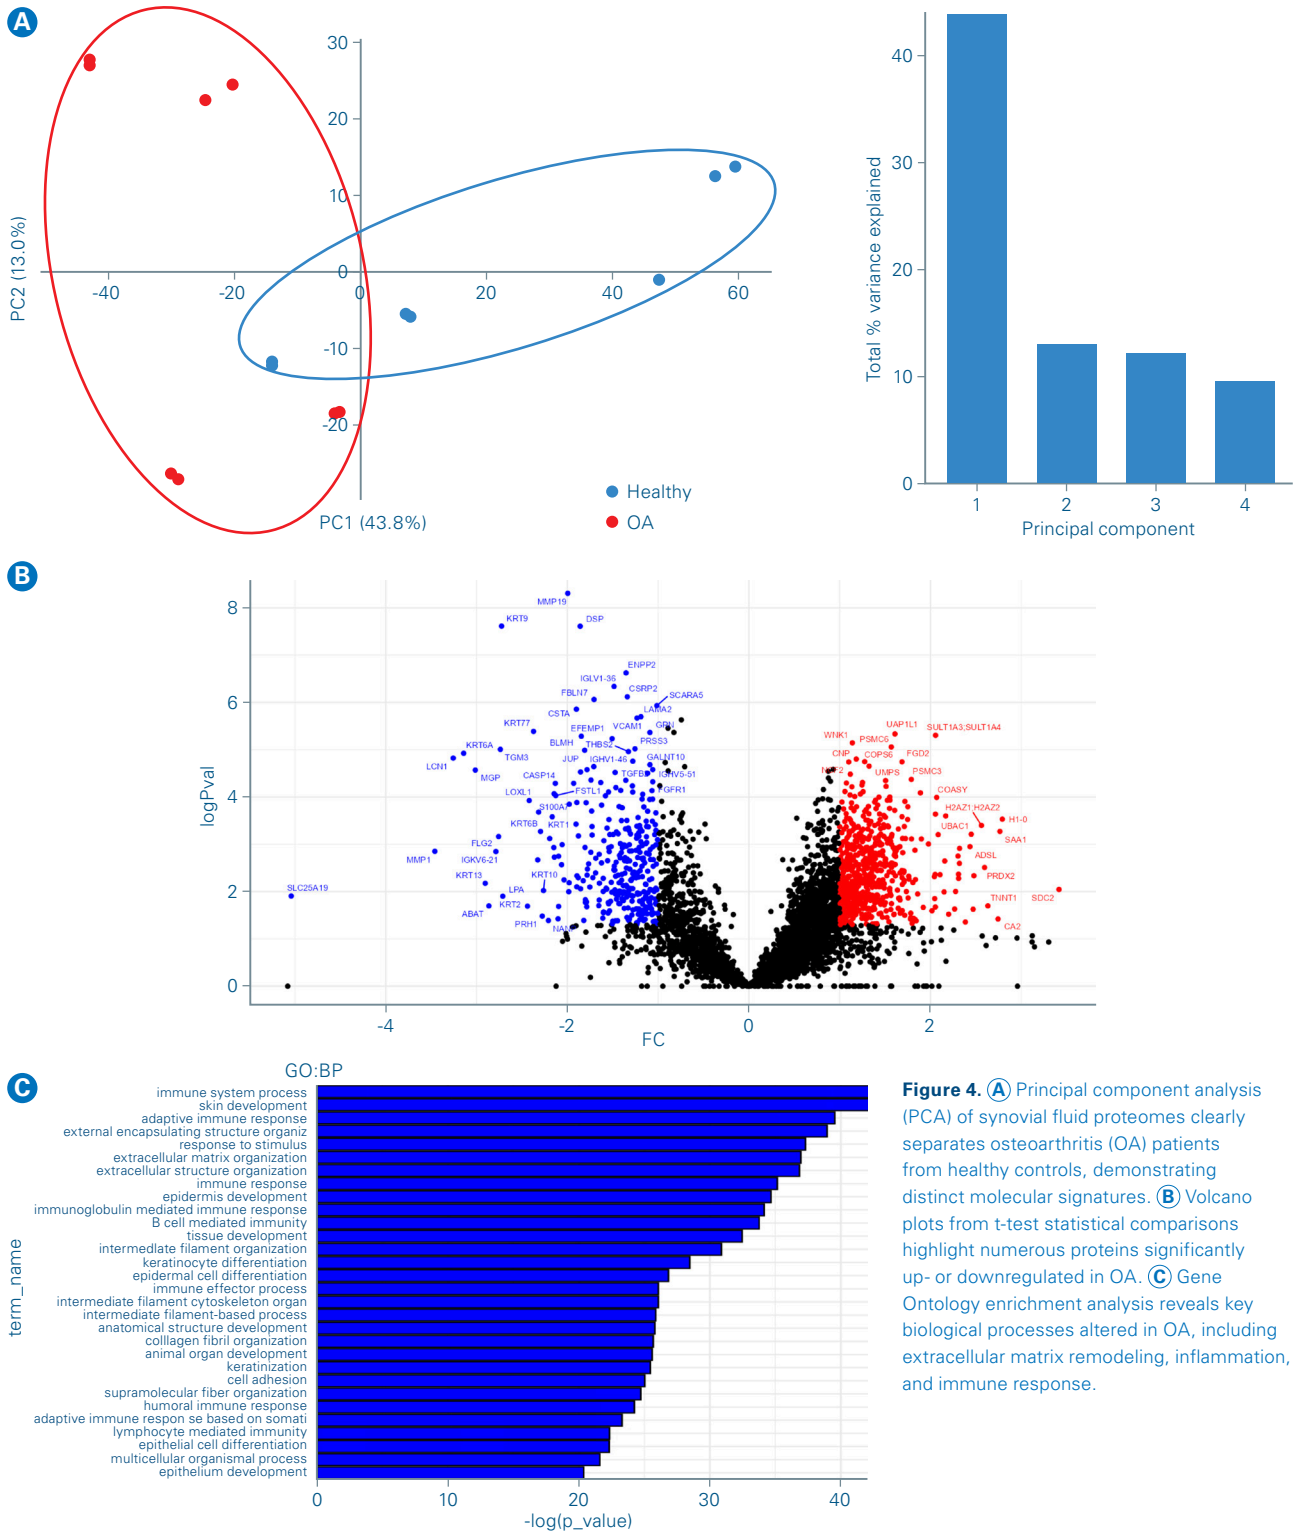 A
30
20
10
0
-10
-20
-40
-20
0
20
40
60
PC2 (13.0%)
PC1 (43.8%)
Healthy
OA
40
30
20
10
0
Total % variance explained
1
2
3
4
Principal component
B
8
6
4
2
0
logPval
-4
-2
0
2
FC
MMP19
KRT9
DSP
ENPP2
IGLV1-36
CSRP2
SCARA5
FBLN7
CSTA
LAMA2
VCAM1
GRN
KRT77
EFEMP1
PRSS3
BLMH
THBS2
KRT6A
TGM3
JUP
IGHV1-46
GALNT10
LCN1
MGP
CASP14
TGFBI
IGHV5-51
LOXL1
FSTL1
FGFR1
S100A7
KRT6B
KRT1
FLG2
MMP1
IGKV6-21
KRT13
KRT10
SLC25A19
LPA
KRT2
ABAT
PRH1
UAP1L1
SULT1A3;SULT1A4
WNK1
PSMC6
CNP
COPS6
FGD2
UMPS
PSMC3
COASY
H2AZ1;H2AZ2
H1-0
UBAC1
SAA1
ADSL
PRDX2
TNNT1
SDC2
CA2
C
GO:BP
immune system process
skin development
adaptive immune response
external encapsulating structure organiz
response to stimulus
extracellular matrix organization
extracellular structure organization
immune response
epidermis development
immunoglobulin mediated immune response
B cell mediated immunity
tissue development
intermedlate filament organization
keratinocyte differentiation
epidermal cell differentiation
immune effector process
intermediate filament cytoskeleton organ
intermediate filament-based process
anatomical structure development
colllagen fibril organization
animal organ development
keratinization
cell adhesion
supramolecular fiber organization
humoral immune response
adaptive immune respon se based on somati
lymphocyte mediated immunity
epithelial cell differentiation
multicellular organismal process
epithelium development
term_name
0
10
20
30
40
-log(p_value)
Figure 4. A Principal component analysis
(PCA) of synovial fluid proteomes clearly
separates osteoarthritis (OA) patients
from healthy controls, demonstrating
distinct molecular signatures. B Volcano
plots from t-test statistical comparisons
highlight numerous proteins significantly
up- or downregulated in OA. C Gene
Ontology enrichment analysis reveals key
biological processes altered in OA, including
extracellular matrix remodeling, inflammation,
and immune response.